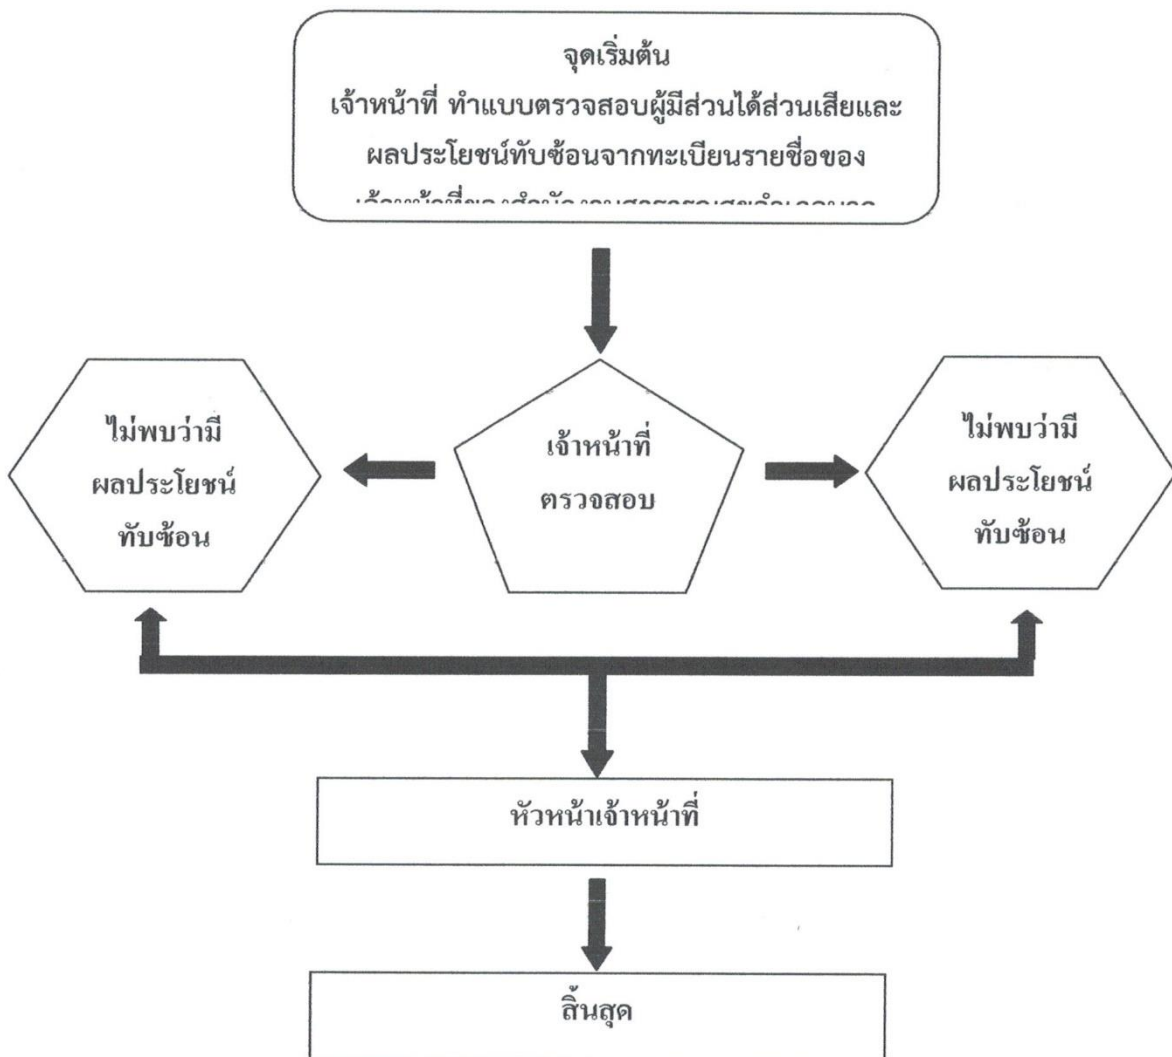 จุดเริ่มต้น
เจ้าหน้าที่ ทำแบบตรวจสอบผู้มีส่วนได้ส่วนเสียและ
ผลประโยชน์ทับซ้อนจากทะเบียนรายชื่อของ
ไม่พบว่ามี
ผลประโยชน์
ทับซ้อน
เจ้าหน้าที่
ตรวจสอบ
ไม่พบว่ามี
ผลประโยชน์
ทับซ้อน
หัวหน้าเจ้าหน้าที่
สิ้นสุด